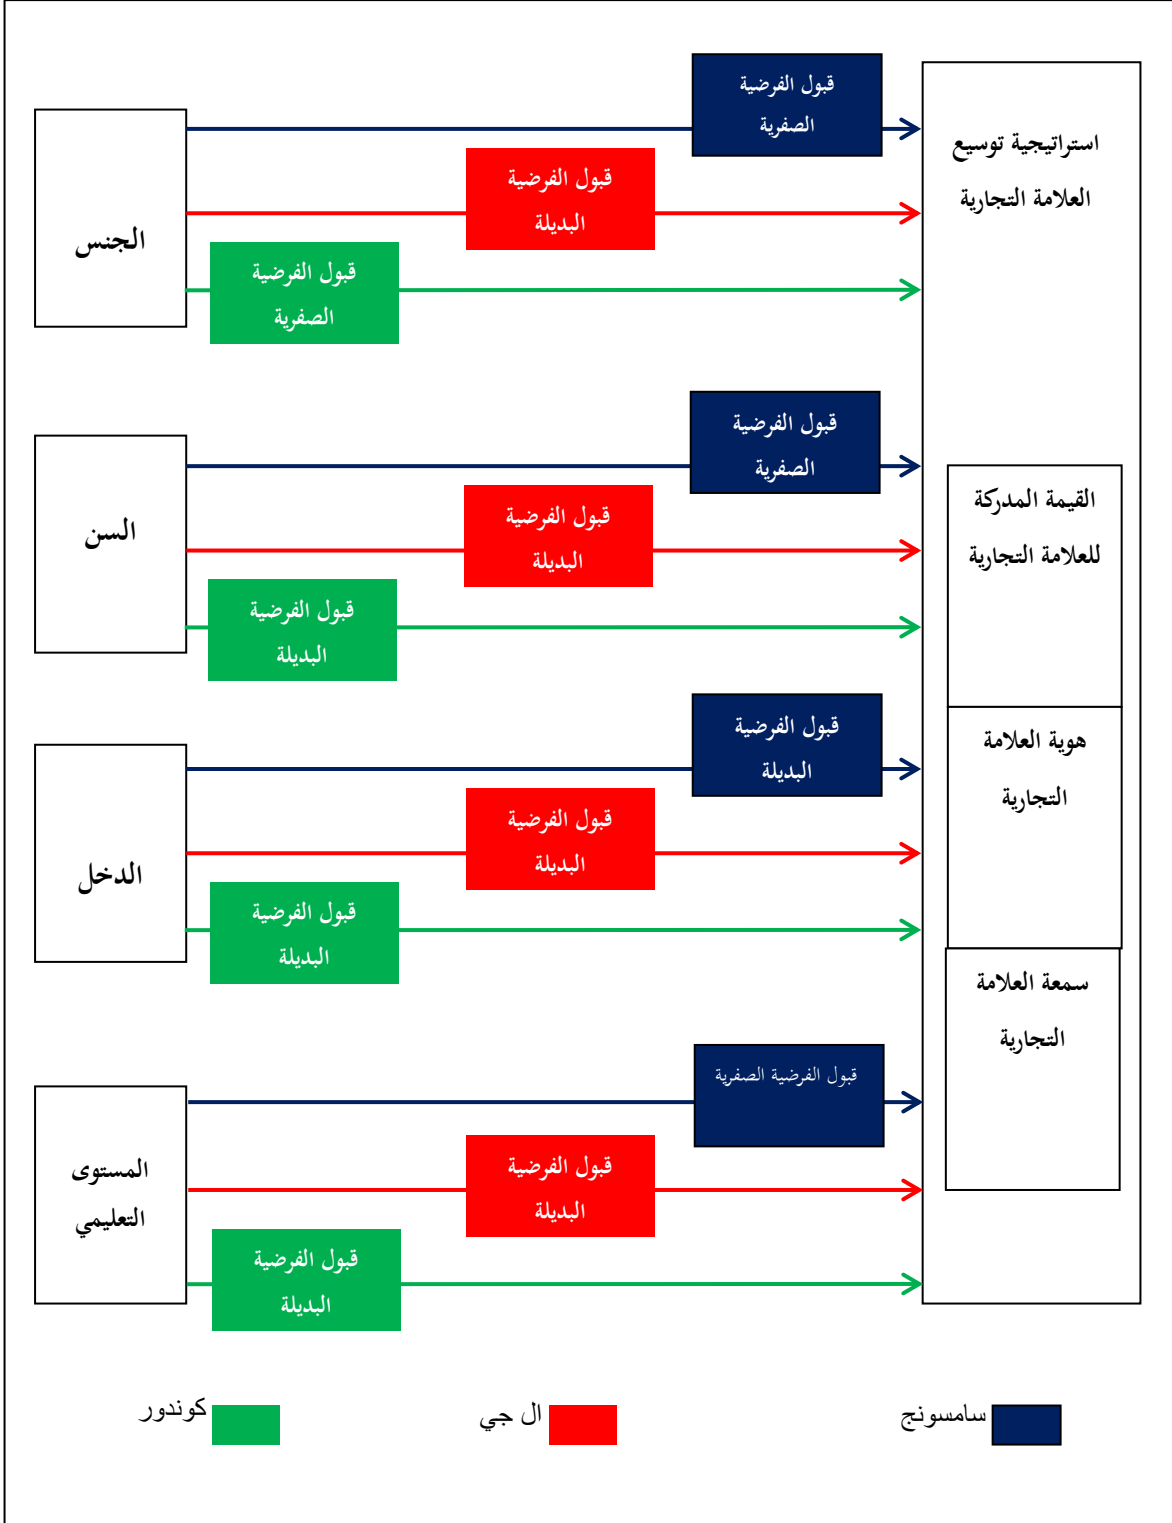 قبول الفرضية
الصفرية
استراتيجية توسيع
العلامة التجارية
قبول الفرضية
البديلة
الجنس
قبول الفرضية
الصفرية
قبول الفرضية
الصفرية
القيمة المدركة
للعلامة التجارية
قبول الفرضية
البديلة
السن
قبول الفرضية
البديلة
قبول الفرضية
البديلة
هوية العلامة
التجارية
قبول الفرضية
البديلة
الدخل
قبول الفرضية
البديلة
سمعة العلامة
التجارية
قبول الفرضية الصفرية
قبول الفرضية
البديلة
المستوى
التعليمي
قبول الفرضية
البديلة
سامسونج
ال جي
كوندور